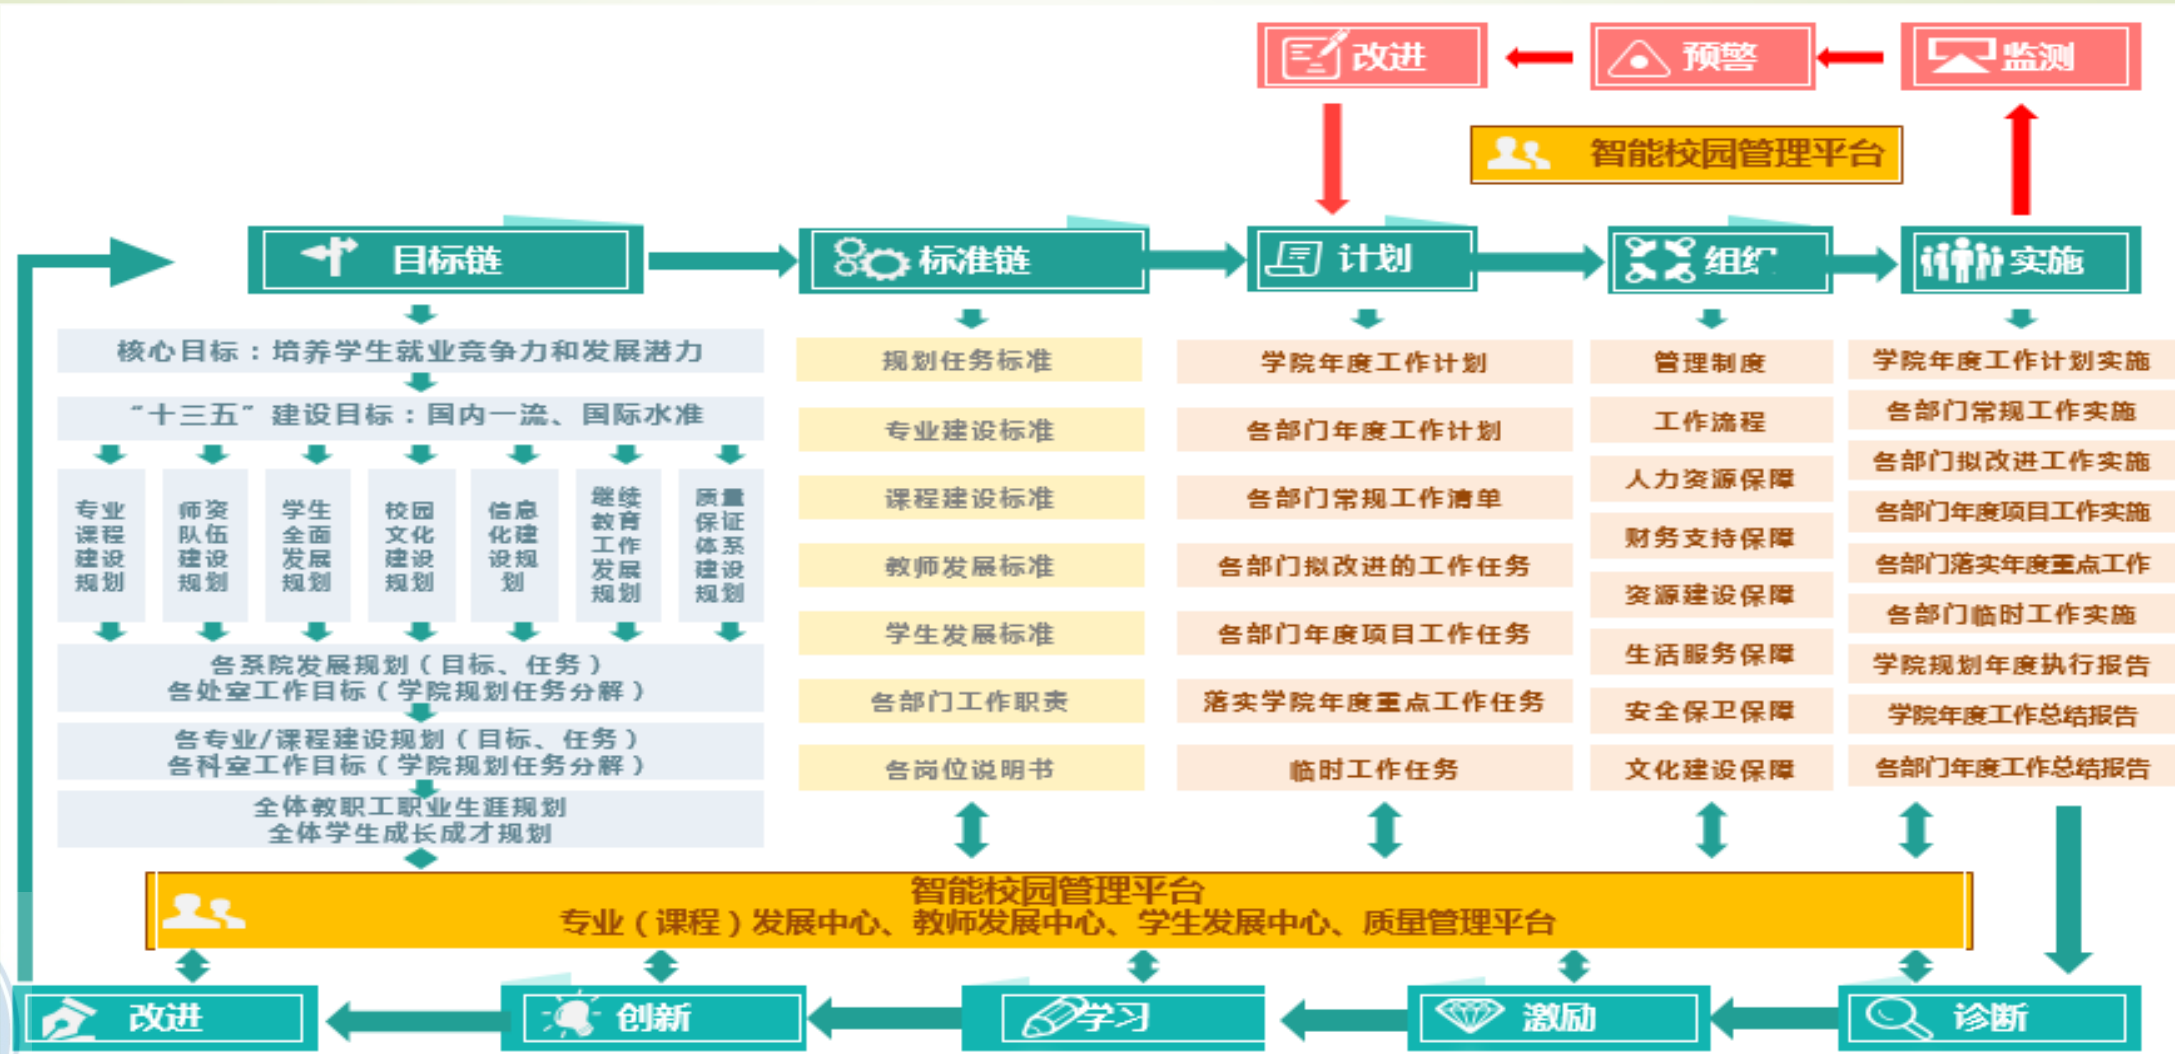 改进
预警
监测
智能校园管理平台
目标链
标准链
计划
组织
实施
核心目标：培养学生就业竞争力和发展潜力
“十三五”建设目标：国内一流、国际水准
专业
课程
建设
规划
师资
队伍
建设
规划
学生
全面
发展
规划
校园
文化
建设
规划
信息
化建
设规
划
继续
教育
工作
发展
规划
质量
保证
体系
建设
规划
各系院发展规划（目标、任务）
各处室工作目标（学院规划任务分解）
各专业/课程建设规划（目标、任务）
各科室工作目标（学院规划任务分解）
全体教职工职业生涯规划
全体学生成长成才规划
规划任务标准
专业建设标准
课程建设标准
教师发展标准
学生发展标准
各部门工作职责
各岗位说明书
学院年度工作计划
各部门年度工作计划
各部门常规工作清单
各部门拟改进的工作任务
各部门年度项目工作任务
落实学院年度重点工作任务
临时工作任务
管理制度
工作流程
人力资源保障
财务支持保障
资源建设保障
生活服务保障
安全保卫保障
文化建设保障
学院年度工作计划实施
各部门常规工作实施
各部门拟改进工作实施
各部门年度项目工作实施
各部门落实年度重点工作
各部门临时工作实施
学院规划年度执行报告
学院年度工作总结报告
各部门年度工作总结报告
智能校园管理平台
专业（课程）发展中心、教师发展中心、学生发展中心、质量管理平台
改进
创新
学习
激励
诊断